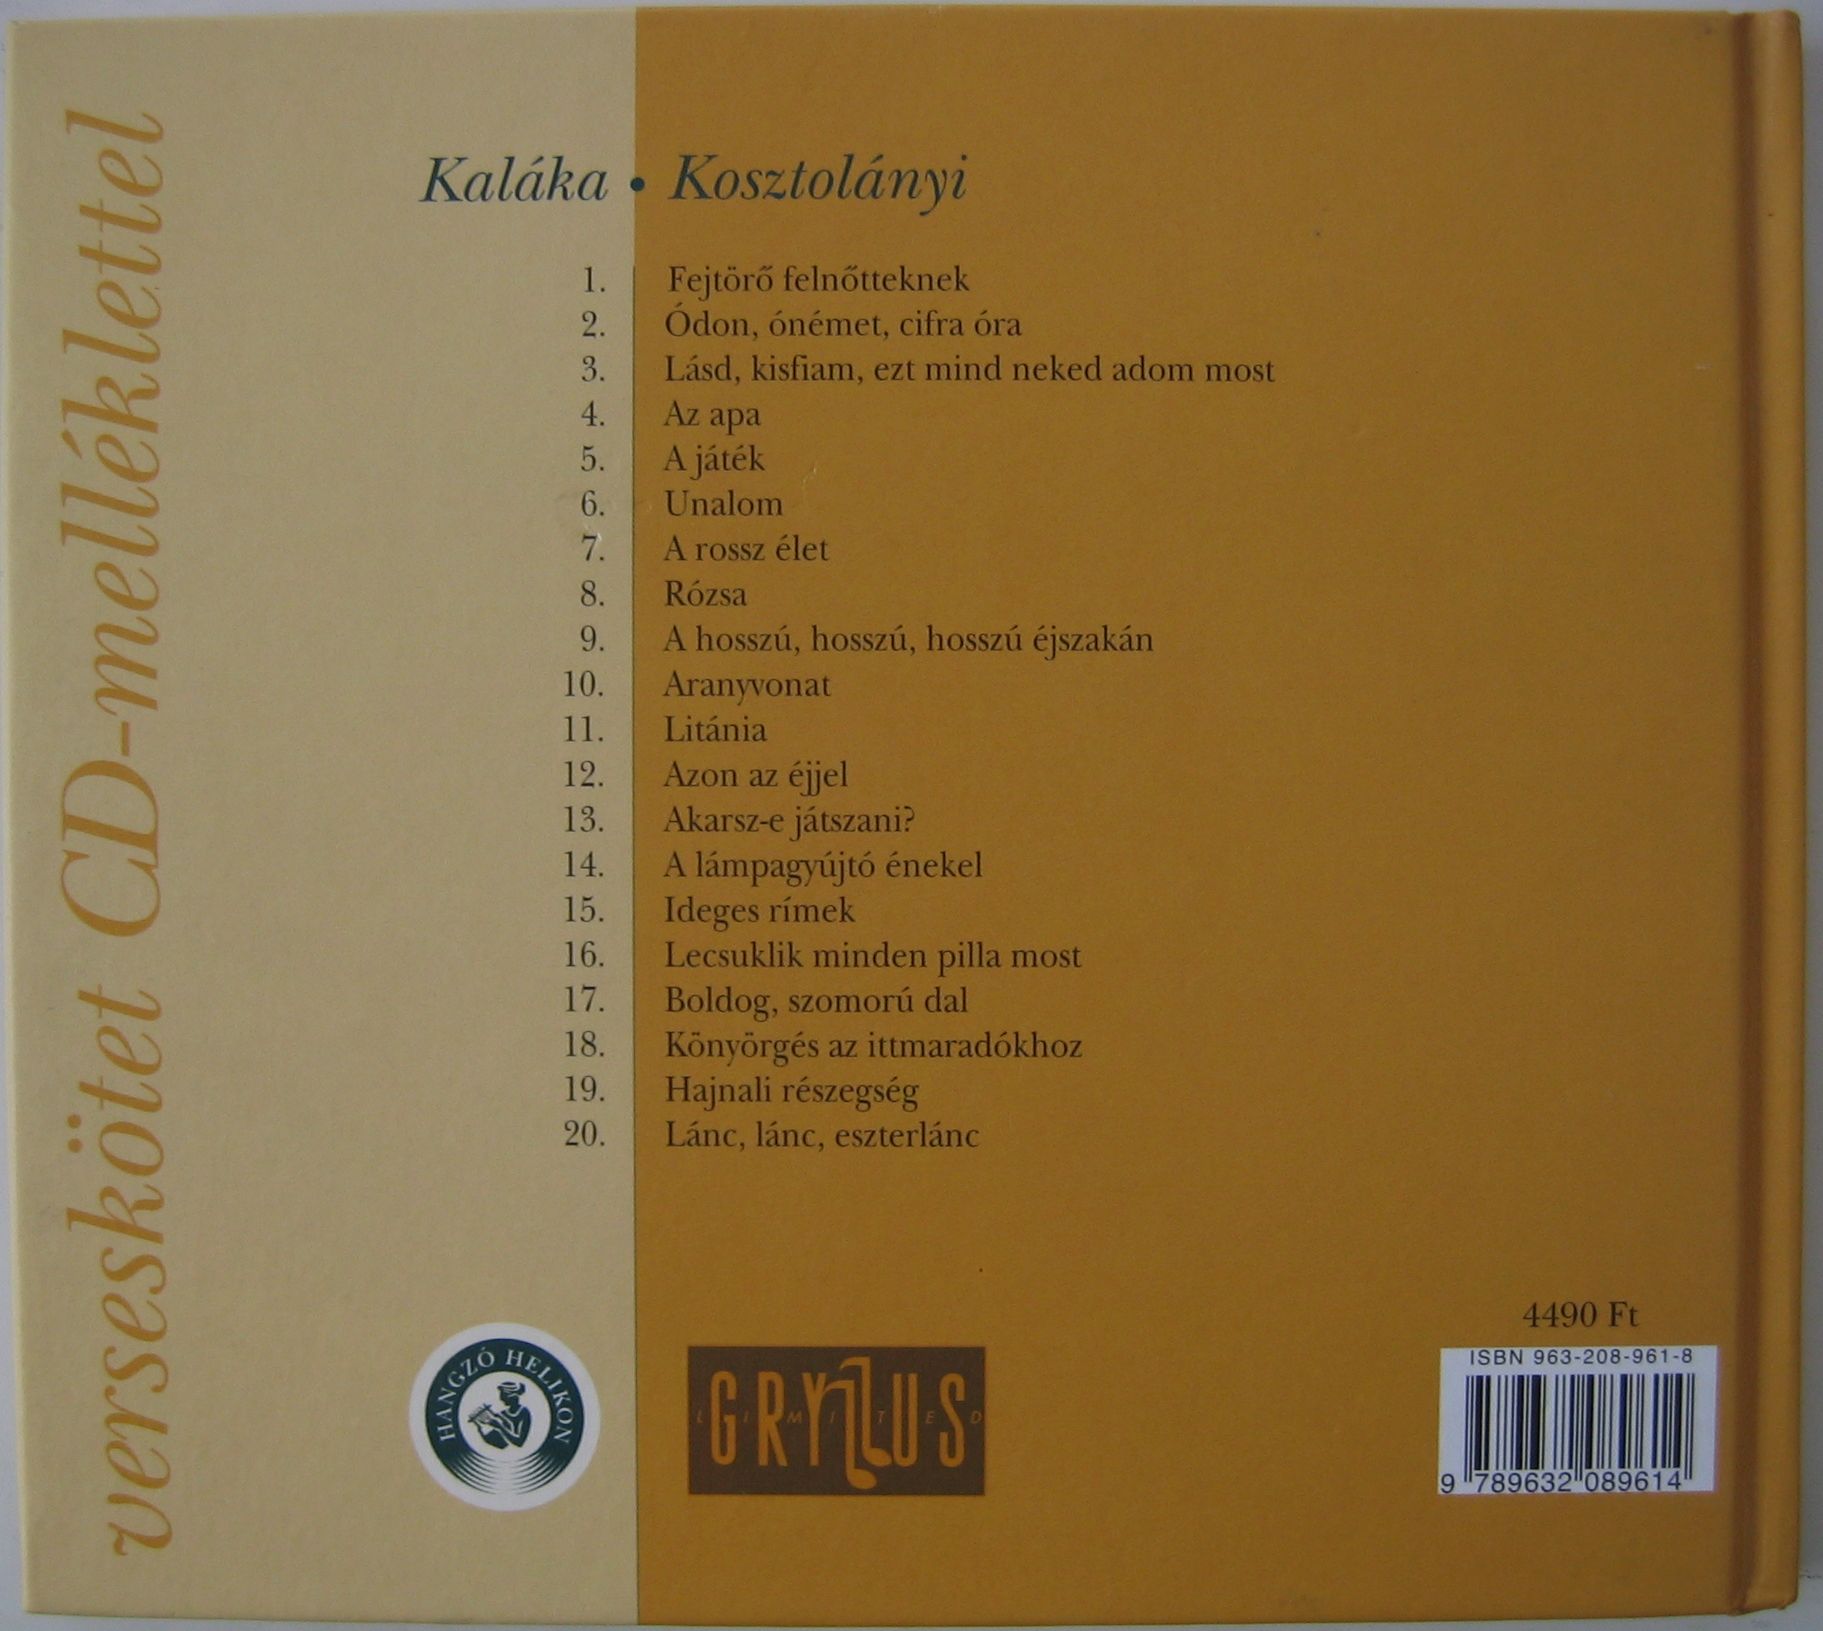 verseskötet CD-melléklettel
Kaláka • Kosztolányi
1. Fejtörő felnőtteknek
2. Ódon, ónémet, cifra óra
3. Lásd, kisfiam, ezt mind neked adom most
4. Az apa
5. A játék
6. Unalom
7. A rossz élet
8. Rózsa
9. A hosszú, hosszú, hosszú éjszakán
10. Aranyvonat
11. Litánia
12. Azon az éjjel
13. Akarsz-e játszani?
14. A lámpagyújtó énekel
15. Ideges rímek
16. Lecsuklik minden pilla most
17. Boldog, szomorú dal
18. Könyörgés az ittmaradókhoz
19. Hajnali részegség
20. Lánc, lánc, eszterlánc
HANGZÓ HELIKON
GRYLLUS
LIMITED
4490 Ft
ISBN 963-208-961-8
9 789632 089614